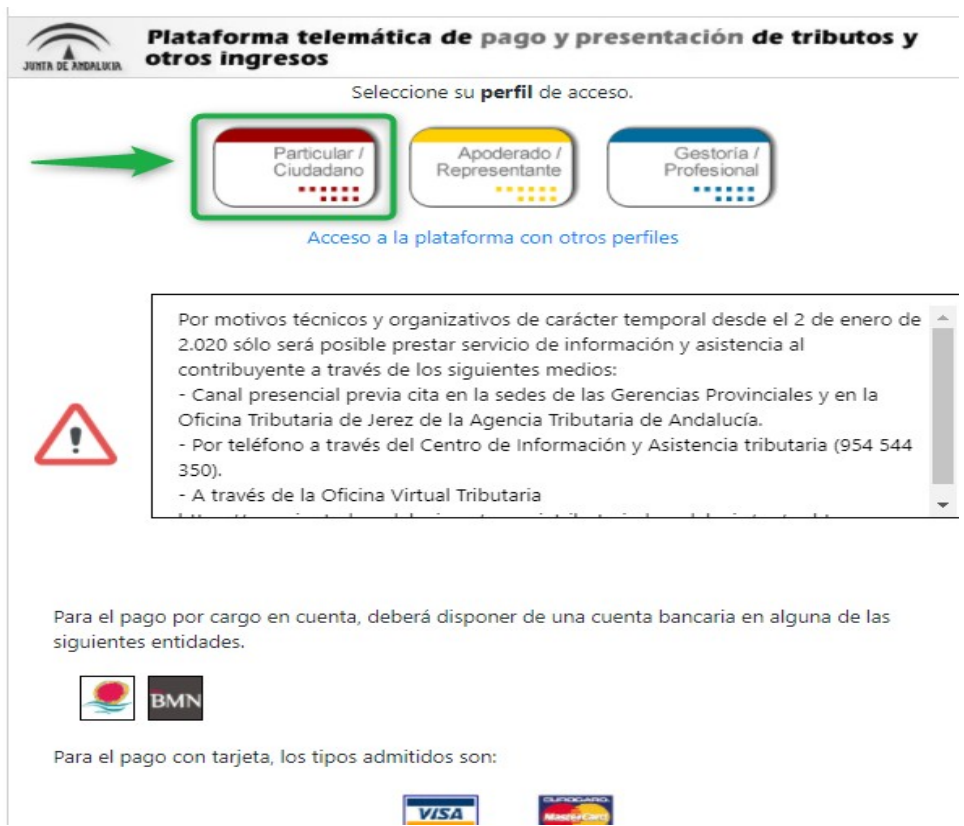 Plataforma telemática de pago y presentación de tributos y
otros ingresos
JUNTA DE ANDALUCIA
Seleccione su perfil de acceso.
Particular /
Ciudadano
Apoderado /
Representante
Gestoría /
Profesional
Acceso a la plataforma con otros perfiles
Por motivos técnicos y organizativos de carácter temporal desde el 2 de enero de
2.020 sólo será posible prestar servicio de información y asistencia al
contribuyente a través de los siguientes medios:
- Canal presencial previa cita en la sedes de las Gerencias Provinciales y en la
Oficina Tributaria de Jerez de la Agencia Tributaria de Andalucía.
- Por teléfono a través del Centro de Información y Asistencia tributaria (954 544
350).
- A través de la Oficina Virtual Tributaria
Para el pago por cargo en cuenta, deberá disponer de una cuenta bancaria en alguna de las
siguientes entidades.
BMN
Para el pago con tarjeta, los tipos admitidos son:
VISA
EUROCARD
MasterCard